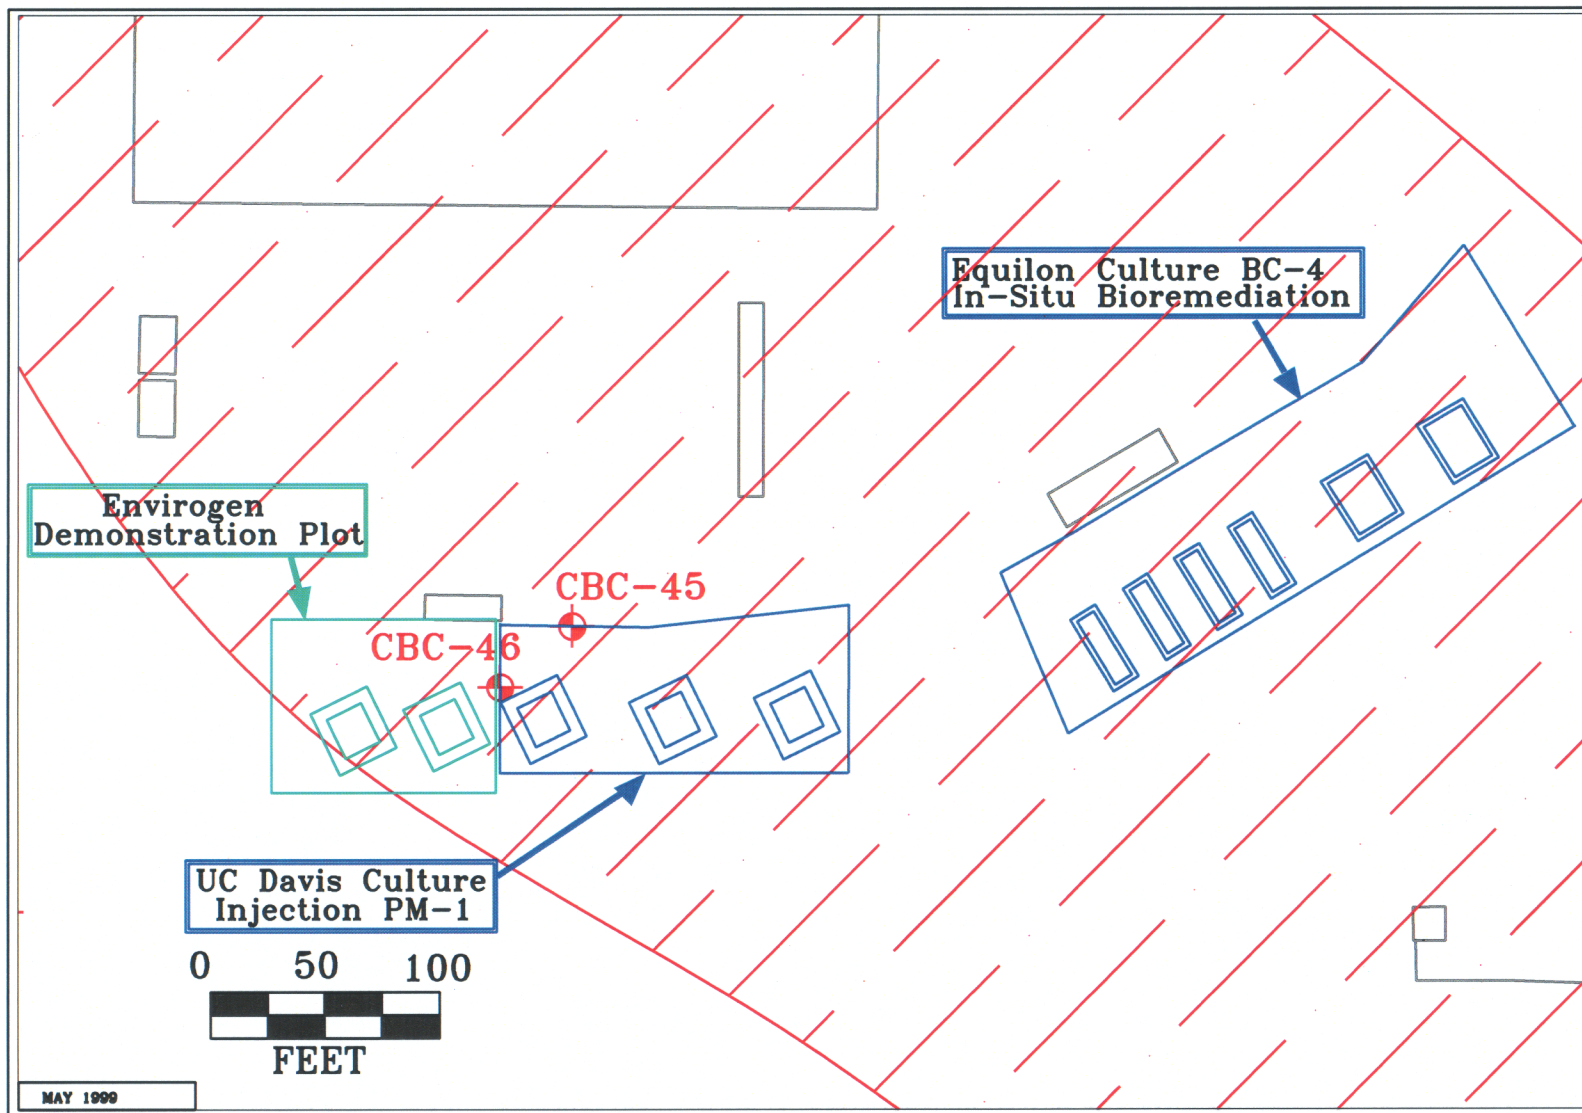 Equilon Culture BC-4
In-Situ Bioremediation
Envirogen
Demonstration Plot
CBC-45
CBC-46
UC Davis Culture
Injection PM-1
0 50 100
FEET
MAY 1999